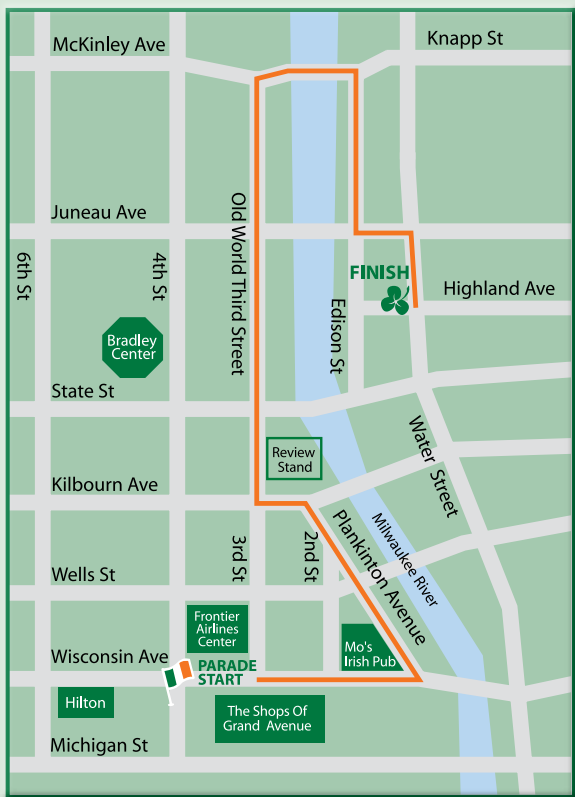 McKinley Ave
Knapp St
Juneau Ave
Old World Third Street
6th St
4th St
FINISH
Highland Ave
Edison St
Bradley
Center
State St
Review
Stand
Water Street
Kilbourn Ave
3rd St
2nd St
Plankinton Avenue
Milwaukee River
Wells St
Frontier
Airlines
Center
Mo's
Irish Pub
Wisconsin Ave
PARADE
START
Hilton
The Shops Of
Grand Avenue
Michigan St